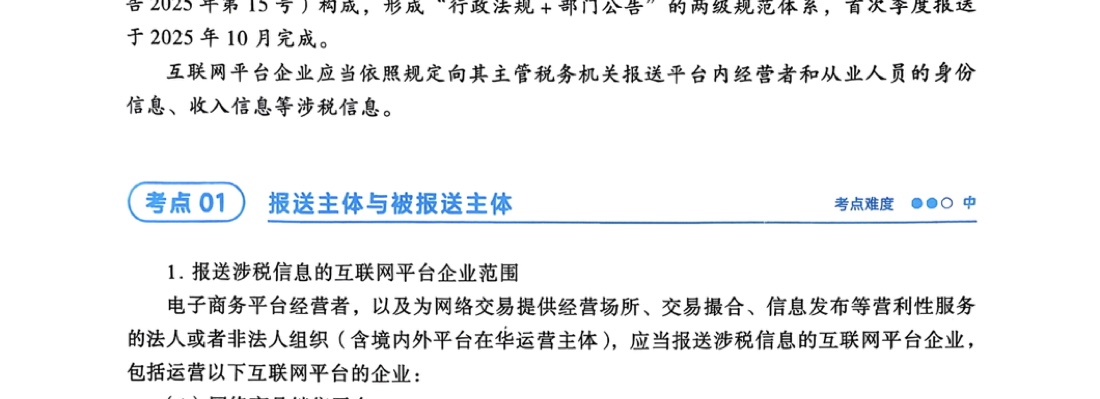 告 2025 年第 15 号）构成，形成“行政法规 + 部门公告”的两级规范体系，首次季度报送
于 2025 年 10 月完成。
互联网平台企业应当依照规定向其主管税务机关报送平台内经营者和从业人员的身份
信息、收入信息等涉税信息。
考点 01 报送主体与被报送主体 考点难度 中
1. 报送涉税信息的互联网平台企业范围
电子商务平台经营者，以及为网络交易提供经营场所、交易撮合、信息发布等营利性服务
的法人或者非法人组织（含境内外平台在华运营主体），应当报送涉税信息的互联网平台企业，
包括运营以下互联网平台的企业：